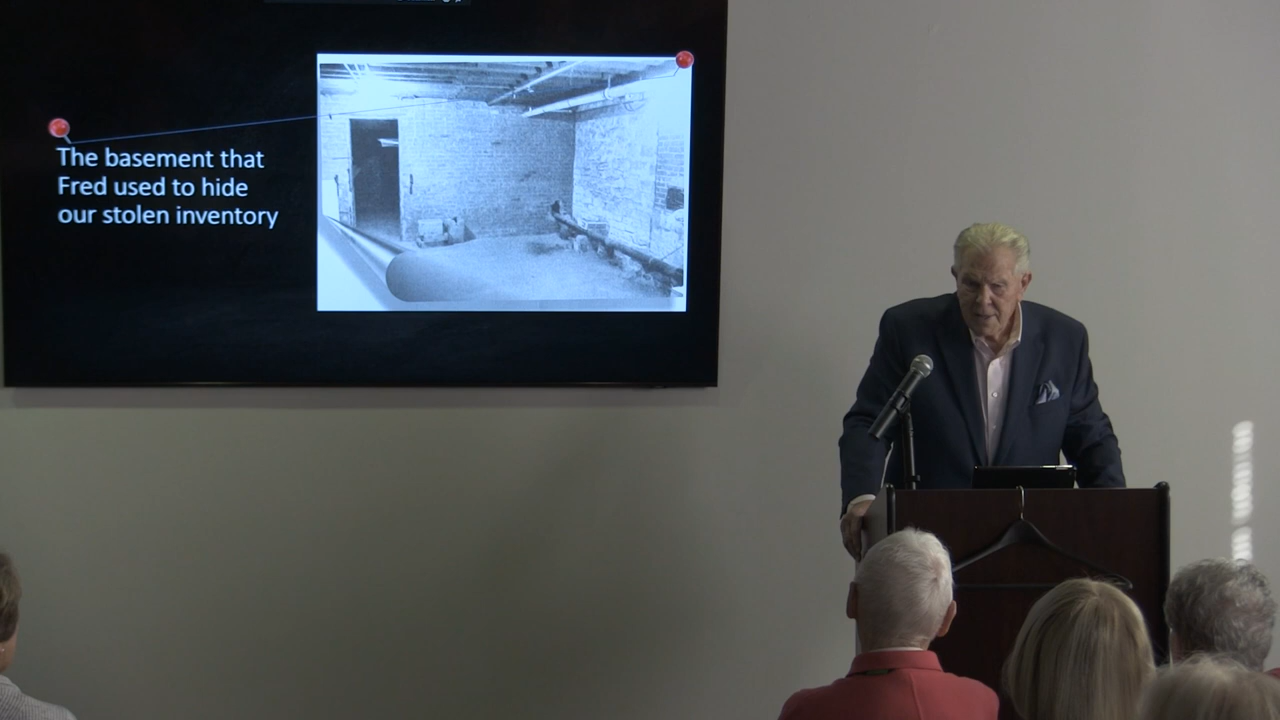 The basement that
Fred used to hide
our stolen inventory